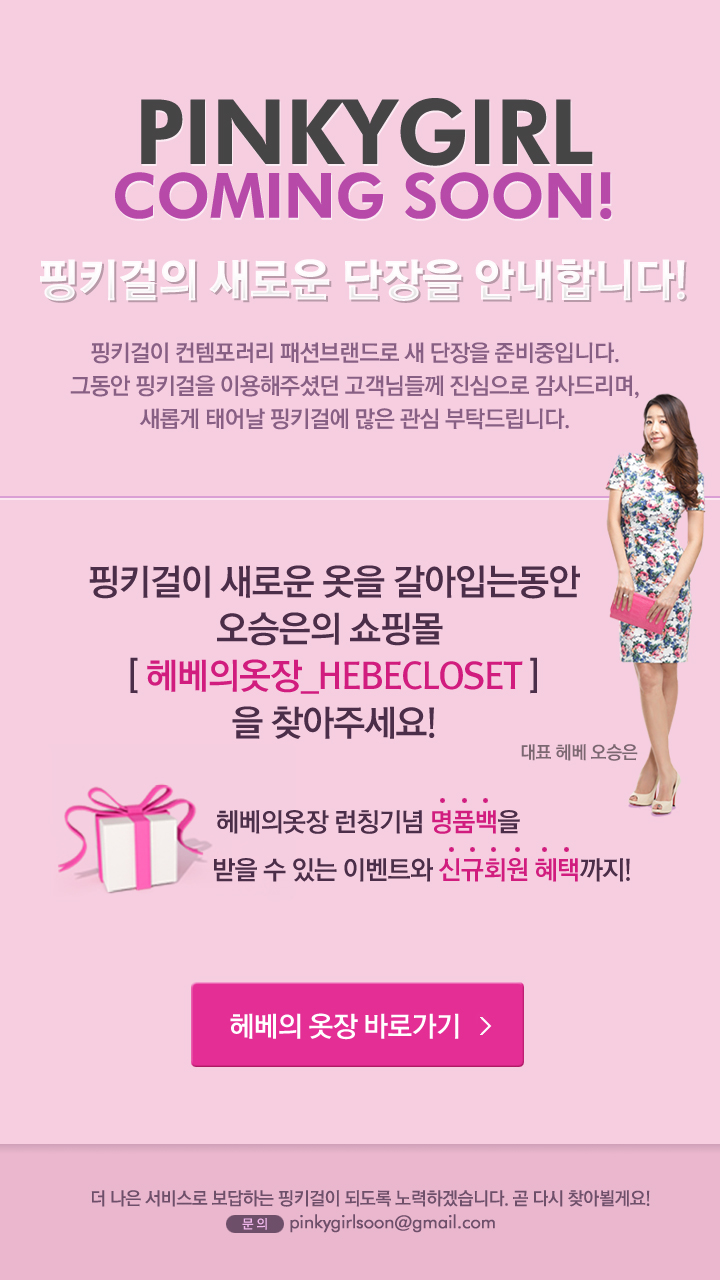 PINKYGIRL
COMING SOON!
핑키걸의 새로운 단장을 안내합니다!
핑키걸이 컨템포러리 패션브랜드로 새 단장을 준비중입니다.
그동안 핑키걸을 이용해주셨던 고객님들께 진심으로 감사드리며,
새롭게 태어날 핑키걸에 많은 관심 부탁드립니다.
핑키걸이 새로운 옷을 갈아입는동안
오승은의 쇼핑몰
[ 헤베의옷장_HEBECLOSET ]
을 찾아주세요!
대표 헤베 오승은
헤베의옷장 런칭기념 명품백을
받을 수 있는 이벤트와 신규회원 혜택까지!
헤베의 옷장 바로가기 >
더 나은 서비스로 보답하는 핑키걸이 되도록 노력하겠습니다. 곧 다시 찾아뵐게요!
문의 pinkygirlsoon@gmail.com